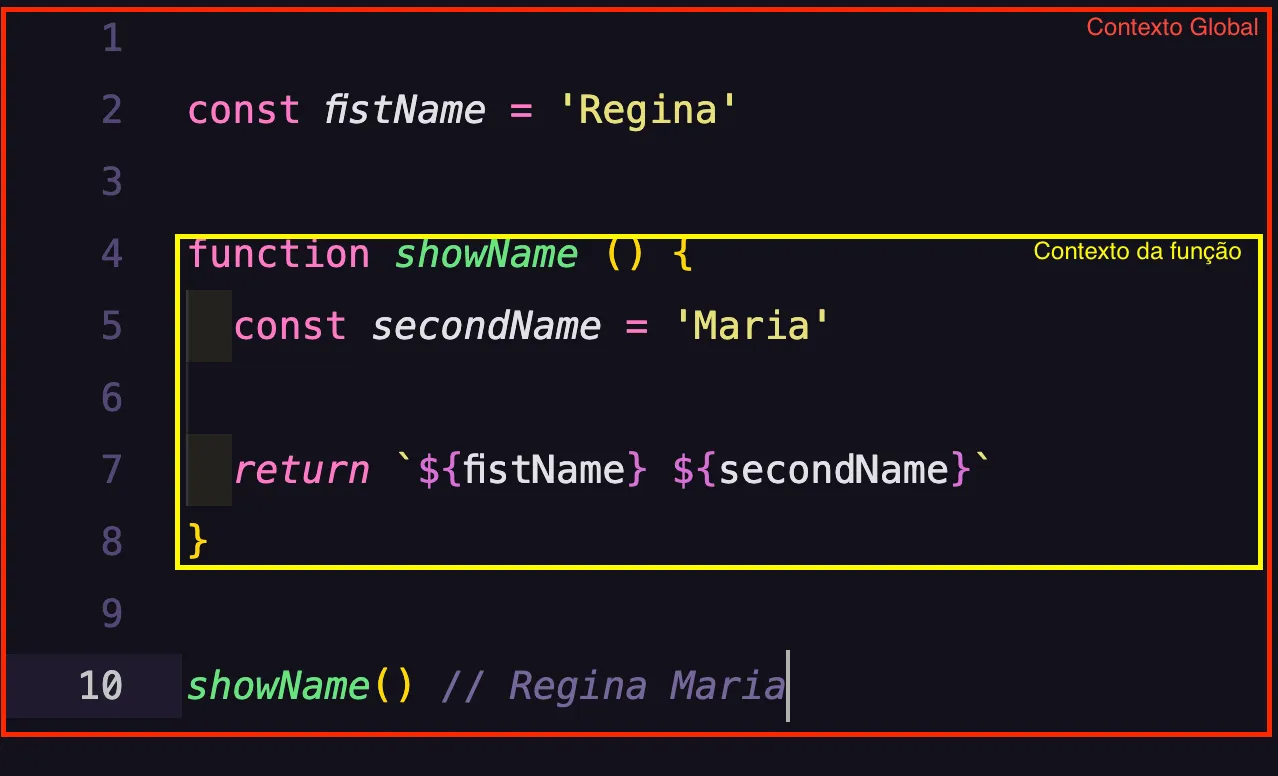 Contexto Global
1
2 const fistName = 'Regina'
3
4 function showName () {
Contexto da função
5 const secondName = 'Maria'
6
7 return `${fistName} ${secondName}`
8 }
9
10 showName() // Regina Maria